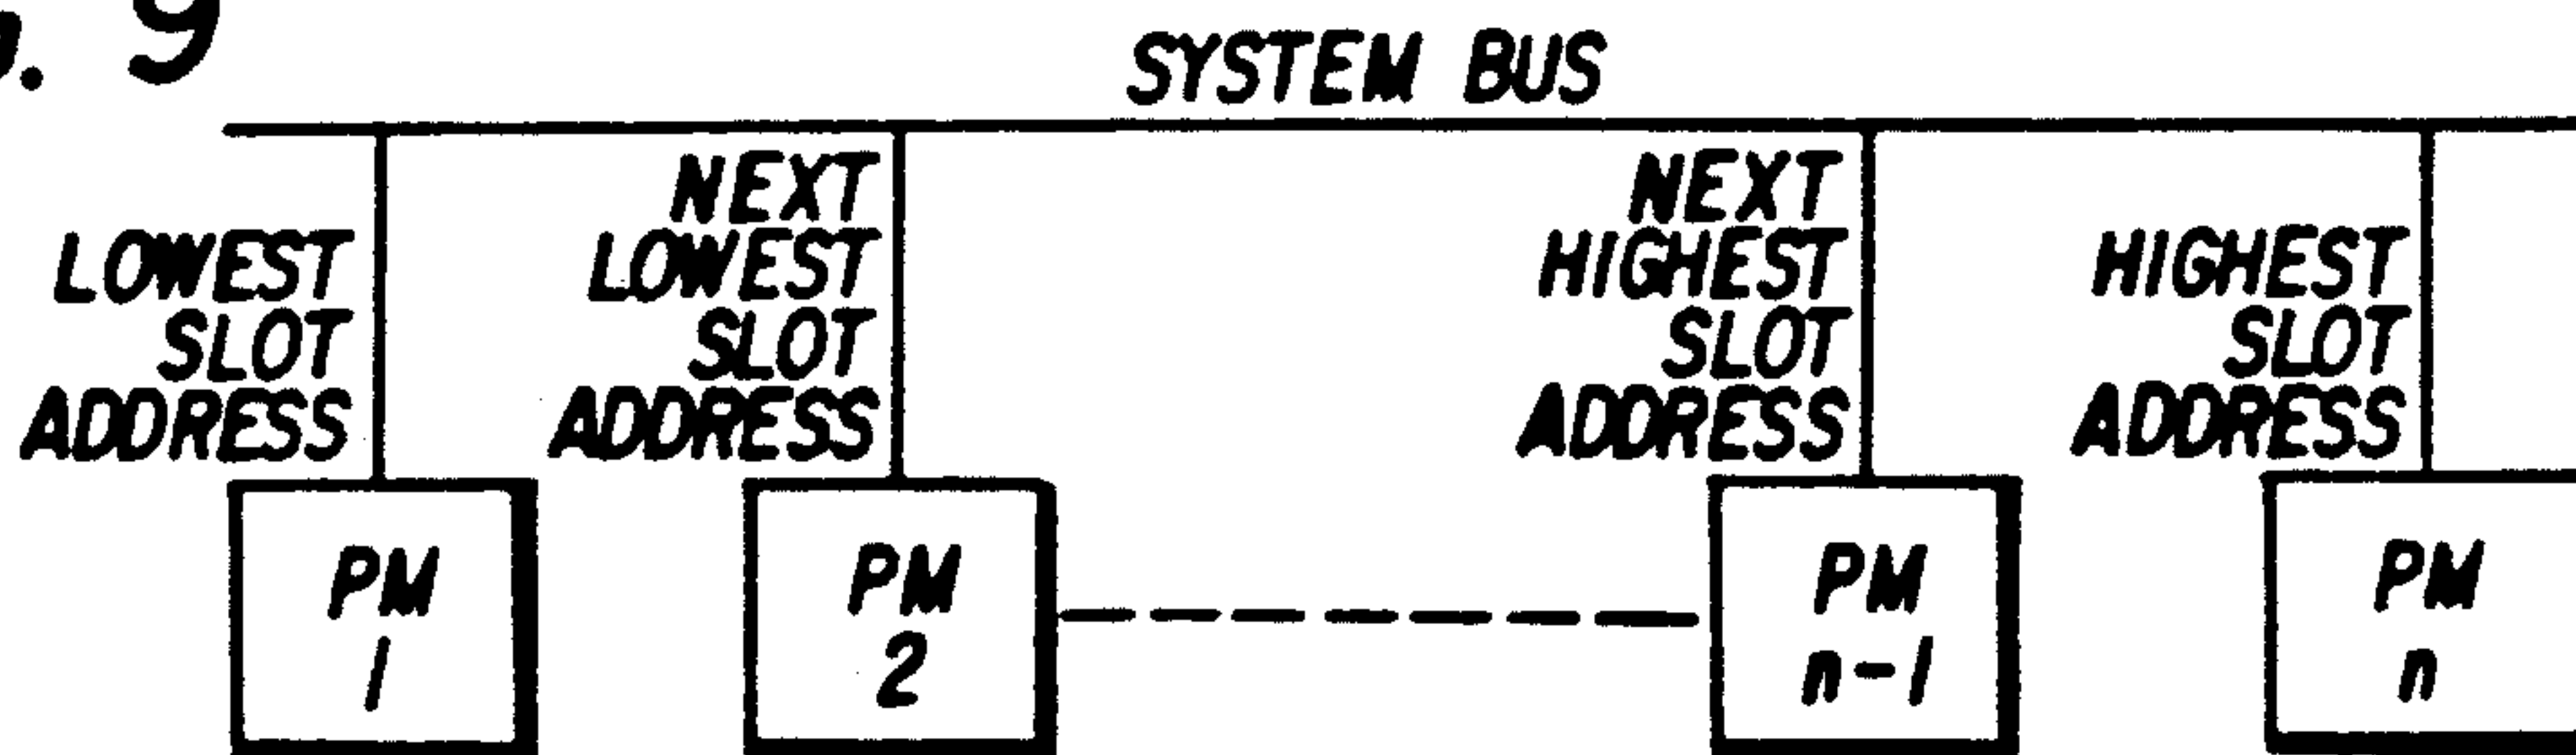 . 9
SYSTEM BUS
LOWEST
SLOT
ADDRESS
NEXT
LOWEST
SLOT
ADDRESS
NEXT
HIGHEST
SLOT
ADDRESS
HIGHEST
SLOT
ADDRESS
PM
1
PM
2
PM
n-1
PM
n